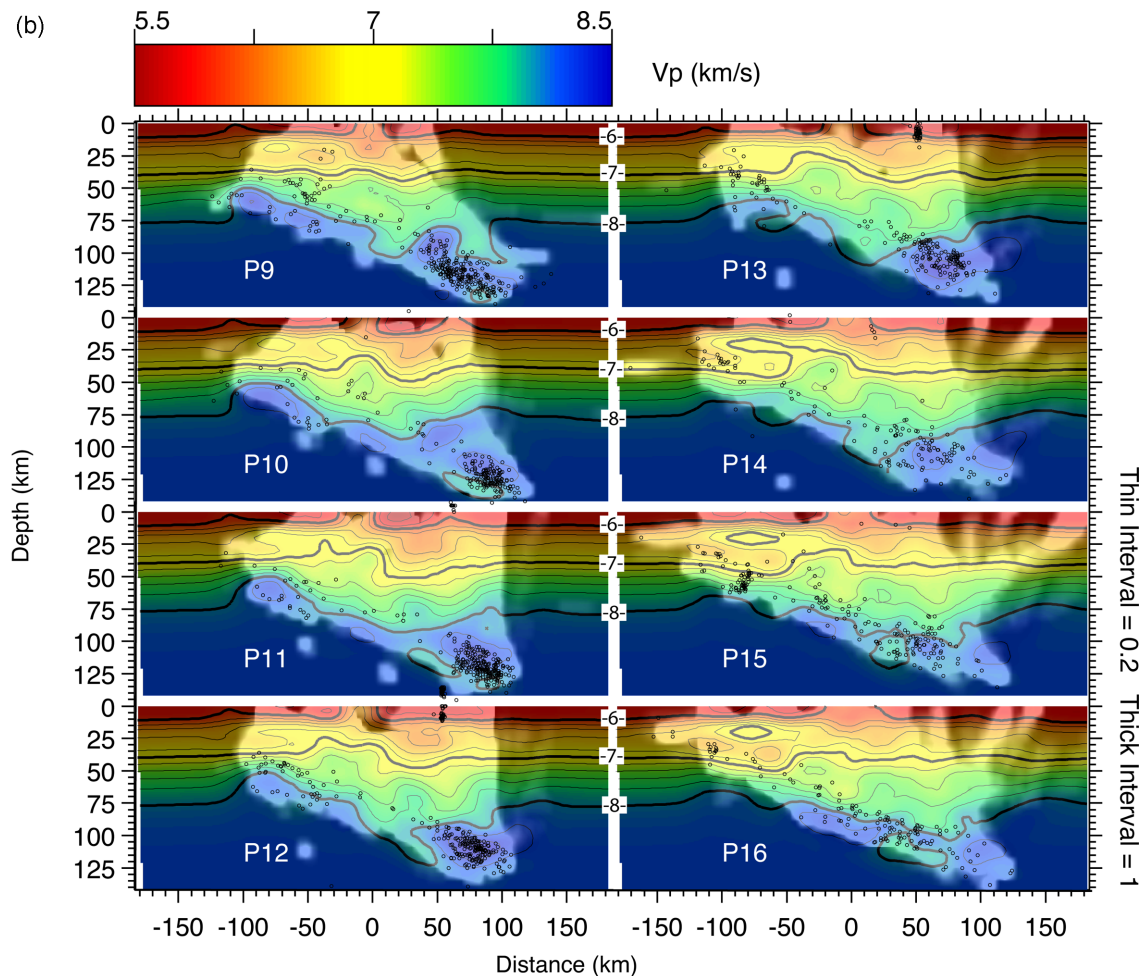 (b)
5.5 7 8.5
Vp (km/s)
0 25 50 75 100 125
-6-
-7-
-8-
P9
P13
0 25 50 75 100 125
-6-
-7-
-8-
P10
P14
0 25 50 75 100 125
-6-
-7-
-8-
P11
P15
0 25 50 75 100 125
-6-
-7-
-8-
P12
P16
Depth (km)
Thin Interval = 0.2 Thick Interval = 1
-150 -100 -50 0 50 100 150 -150 -100 -50 0 50 100 150
Distance (km)